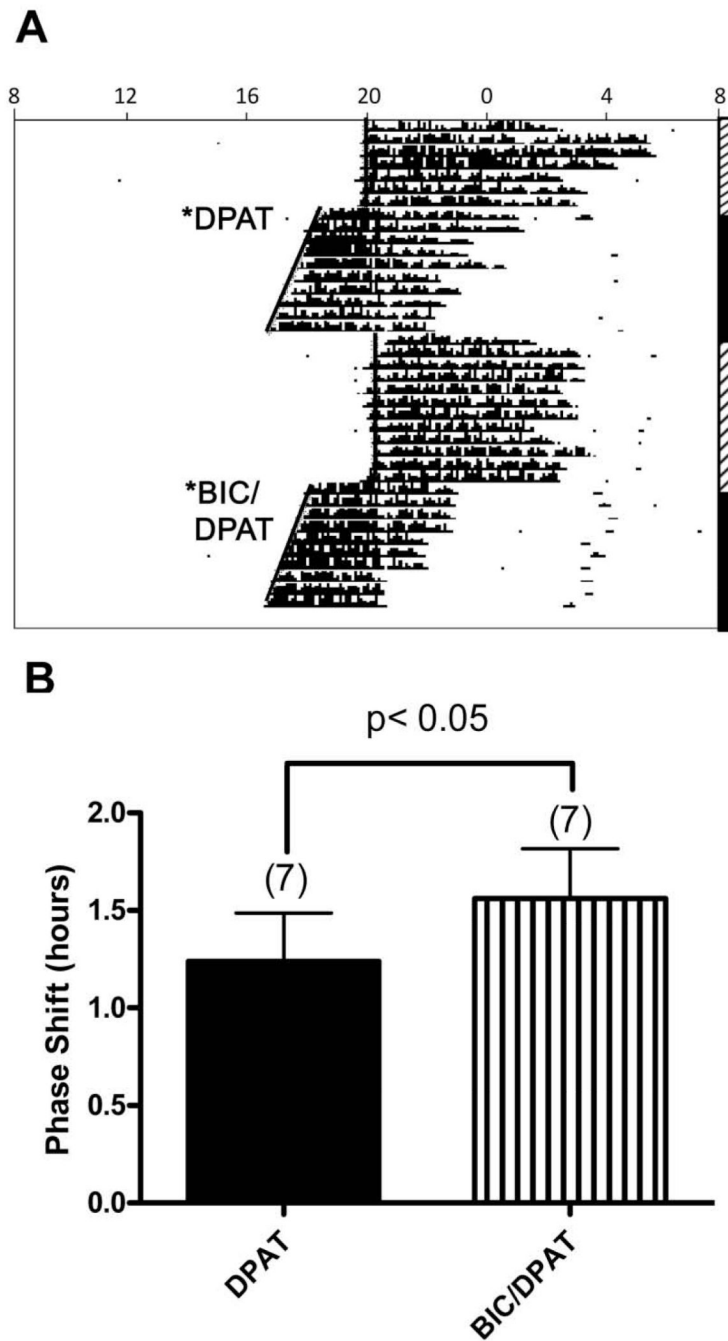 A
8 12 16 20 0 4 8
*DPAT
*BIC/
DPAT
B
p< 0.05
Phase Shift (hours)
2.0
1.5
1.0
0.5
0.0
(7)
(7)
DPAT
BIC/DPAT